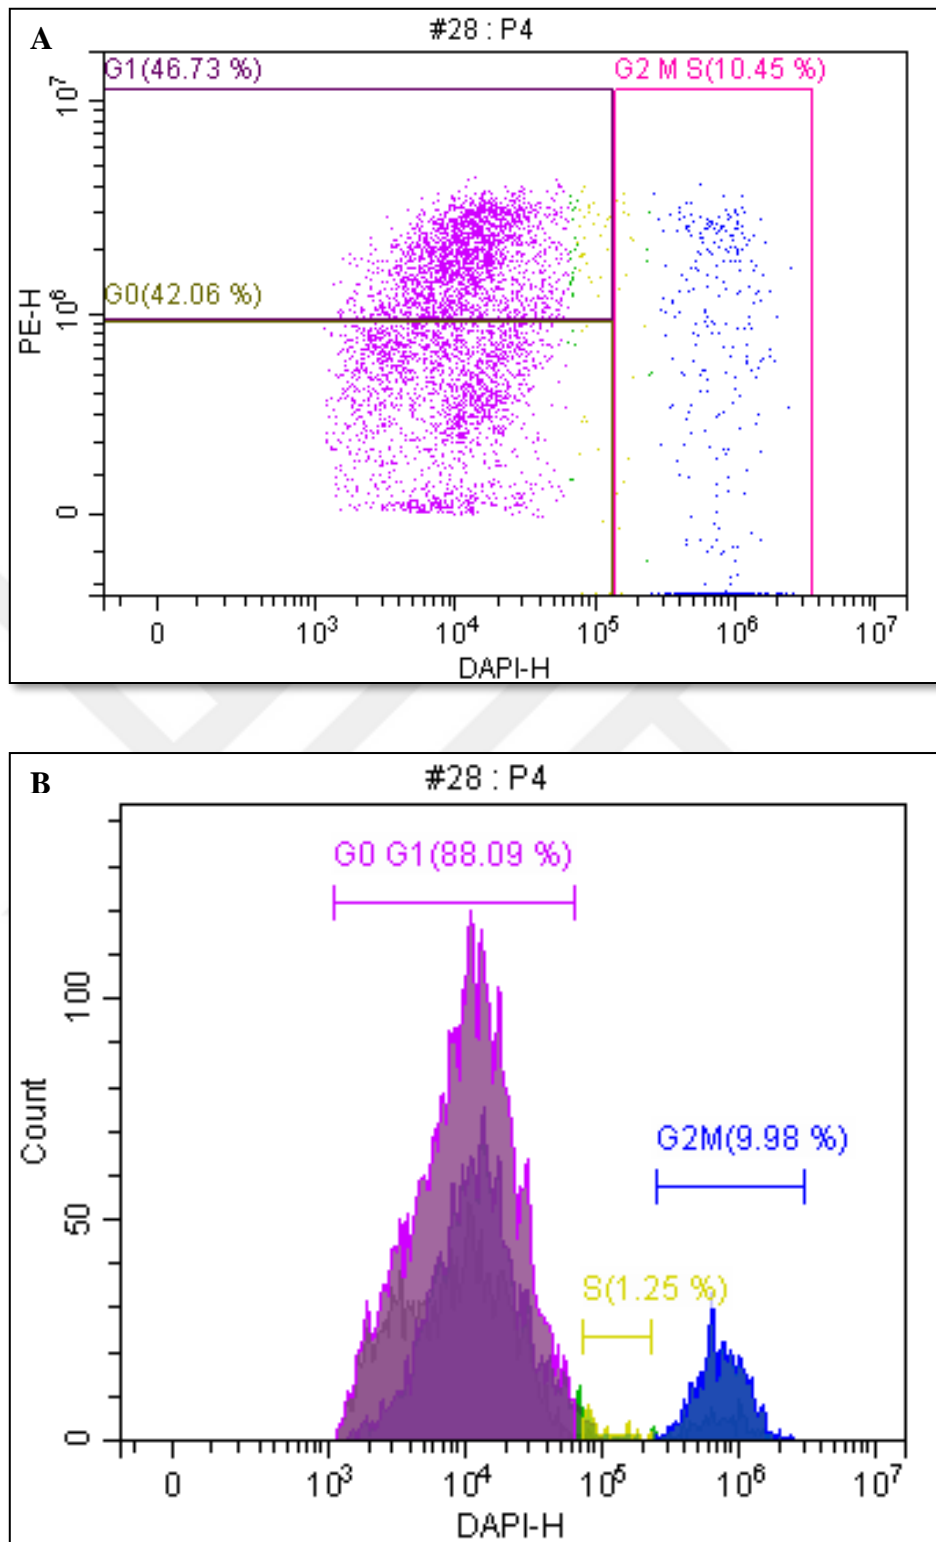 A
#28 : P4
G1(46.73 %)
G2 M S(10.45 %)
10^7
G0(42.06 %)
10^6
PE-H
0
0 10^3 10^4 10^5 10^6 10^7
DAPI-H
B
#28 : P4
G0 G1(88.09 %)
100
Count
G2M(9.98 %)
50
S(1.25 %)
0
0 10^3 10^4 10^5 10^6 10^7
DAPI-H